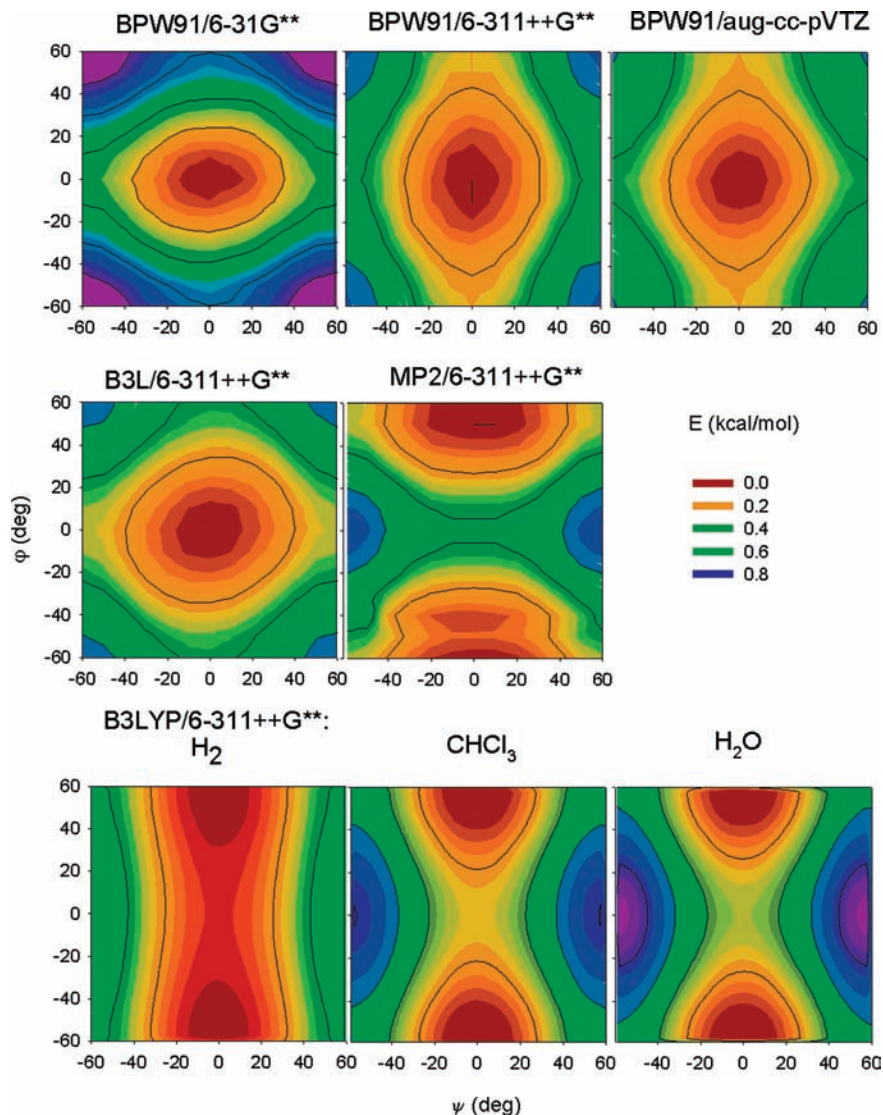 BPW91/6-31G** BPW91/6-311++G** BPW91/aug-cc-pVTZ
60
40
20
0
-20
-40
-60
-60 -40 -20 0 20 40 60 -40 -20 0 20 40 60 -40 -20 0 20 40 60
B3L/6-311++G** MP2/6-311++G**
60
40
20
0
-20
-40
-60
φ (deg)
-60 -40 -20 0 20 40 60 -40 -20 0 20 40 60
E (kcal/mol)
0.0
0.2
0.4
0.6
0.8
B3LYP/6-311++G**:
H₂ CHCl₃ H₂O
60
40
20
0
-20
-40
-60
-60 -40 -20 0 20 40 60 -40 -20 0 20 40 60 -40 -20 0 20 40 60
ψ (deg)